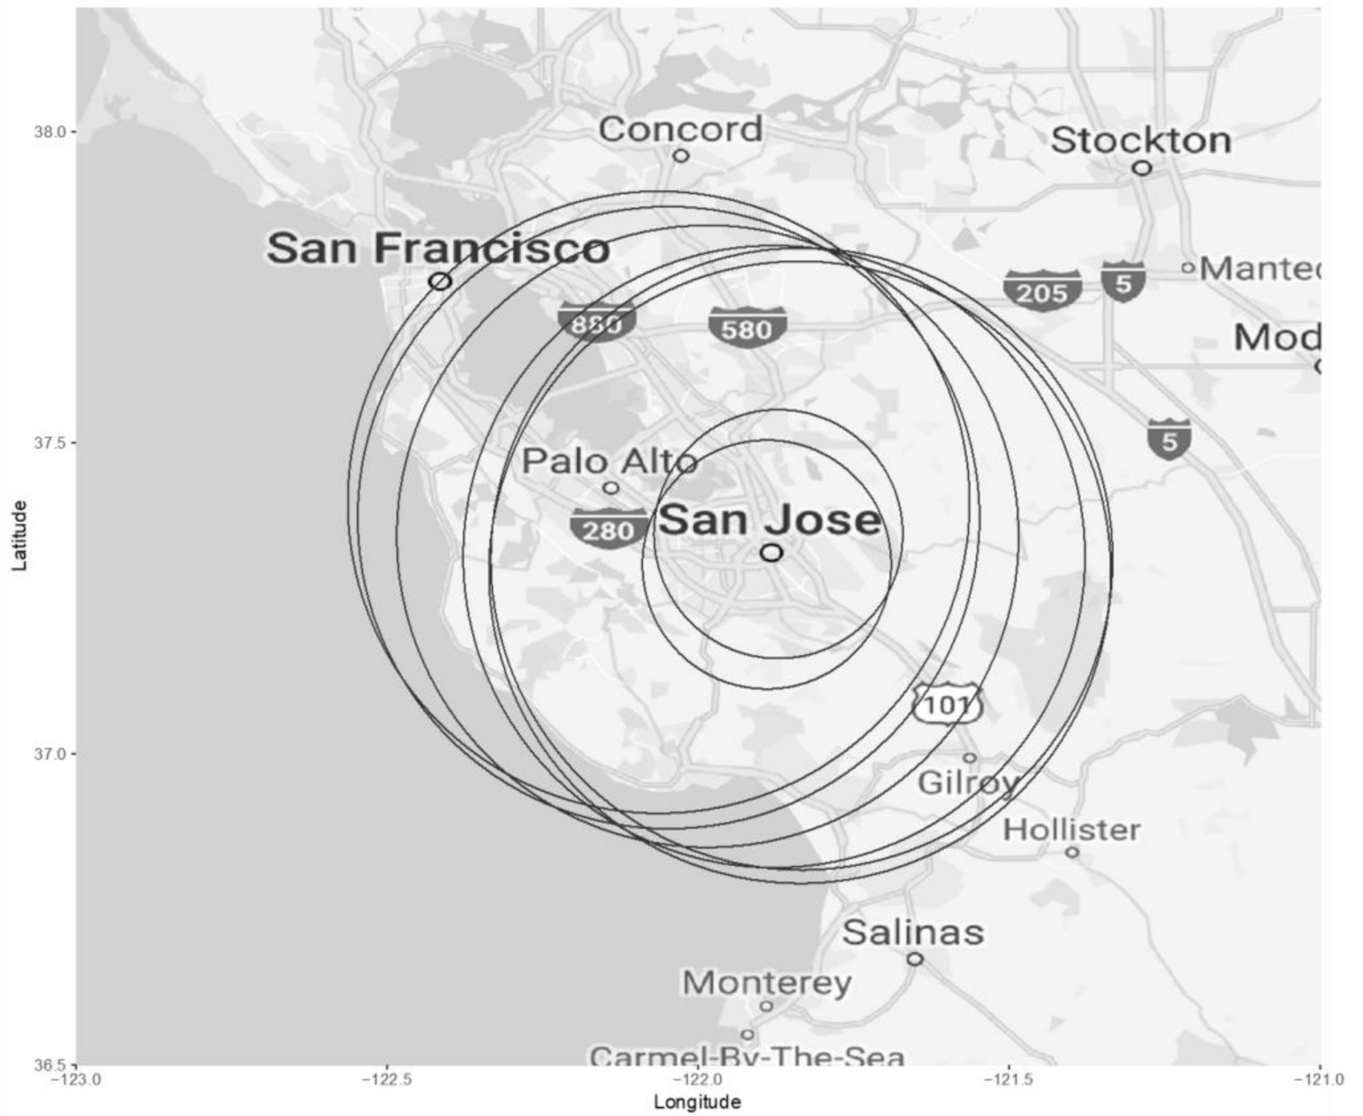 38.0
Concord
Stockton
San Francisco
Mantec
205
5
880
580
Mod
37.5
5
Palo Alto
San Jose
280
Latitude
101
37.0
Gilroy
Hollister
Salinas
Monterey
Carmel-By-The-Sea
36.5
−123.0
−122.5
−122.0
−121.5
−121.0
Longitude